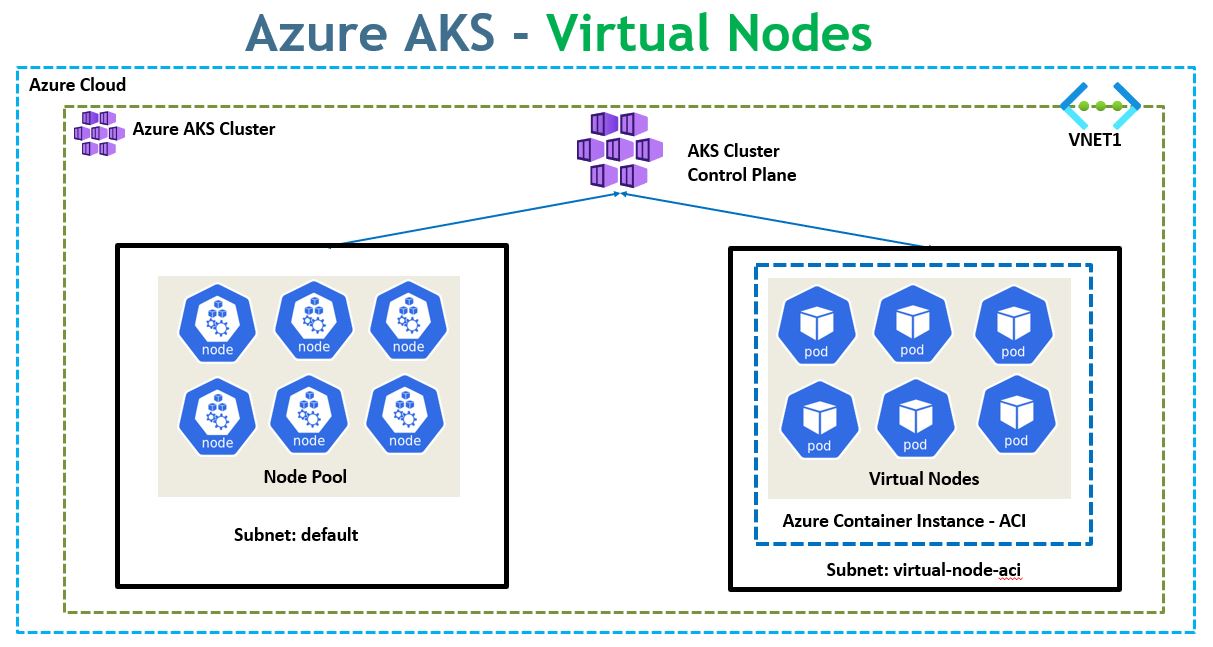 Azure AKS - Virtual Nodes
Azure Cloud
Azure AKS Cluster
AKS Cluster
Control Plane
VNET1
node
node
node
node
node
node
Node Pool
Subnet: default
pod
pod
pod
pod
pod
pod
Virtual Nodes
Azure Container Instance - ACI
Subnet: virtual-node-aci